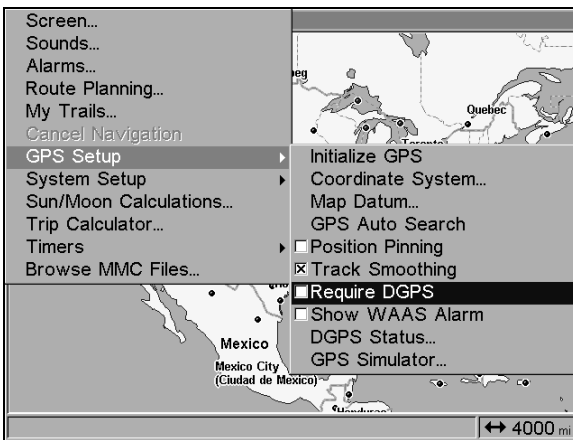 Screen...
Sounds...
Alarms...
Route Planning...
My Trails...
Cancel Navigation
GPS Setup
System Setup
Sun/Moon Calculations...
Trip Calculator...
Timers
Browse MMC Files...
Initialize GPS
Coordinate System...
Map Datum...
GPS Auto Search
Position Pinning
Track Smoothing
Require DGPS
Show WAAS Alarm
DGPS Status...
GPS Simulator...
Quebec
Mexico
Mexico City
(Ciudad de Mexico)
4000 mi